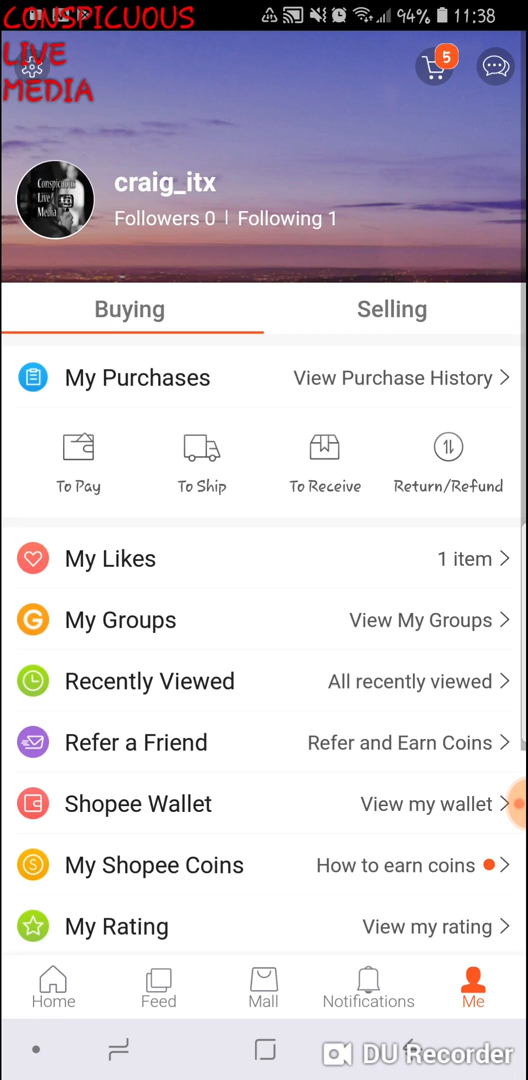 CONSPICUOUS
LIVE
MEDIA
94% 11:38
5
Conspicuous
Live
Media
craig_itx
Followers 0 | Following 1
Buying Selling
My Purchases View Purchase History >
To Pay To Ship To Receive Return/Refund
My Likes 1 item >
G My Groups View My Groups >
Recently Viewed All recently viewed >
Refer a Friend Refer and Earn Coins >
Shopee Wallet View my wallet >
S My Shopee Coins How to earn coins >
My Rating View my rating >
Home Feed Mall Notifications Me
DU Recorder